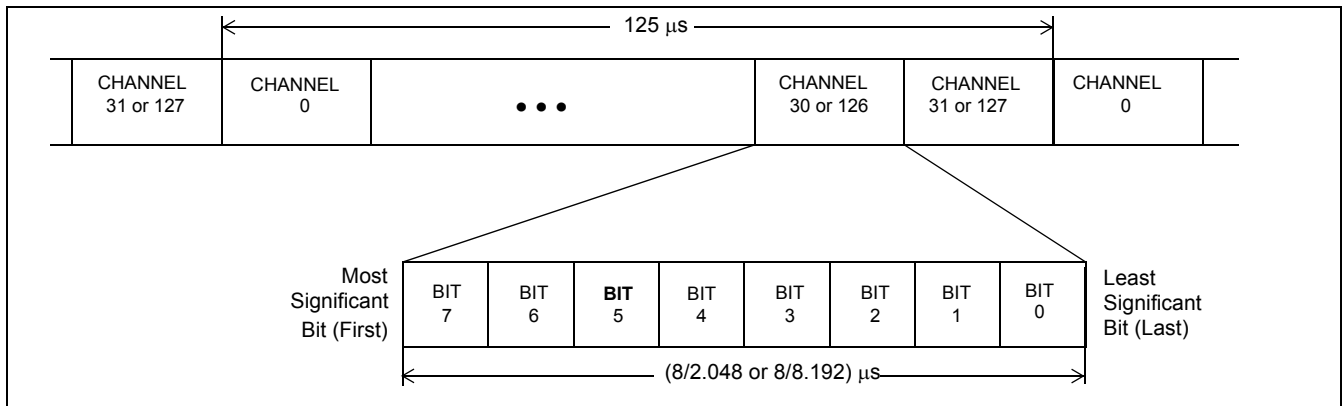 125 μs
CHANNEL
31 or 127
CHANNEL
0
•••
CHANNEL
30 or 126
CHANNEL
31 or 127
CHANNEL
0
Most
Significant
Bit (First)
BIT
7
BIT
6
BIT
5
BIT
4
BIT
3
BIT
2
BIT
1
BIT
0
Least
Significant
Bit (Last)
(8/2.048 or 8/8.192) μs